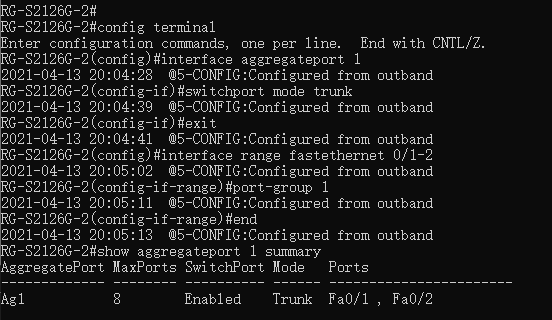 RG-S2126G-2#
RG-S2126G-2#config terminal
Enter configuration commands, one per line.  End with CNTL/Z.
RG-S2126G-2(config)#interface aggregateport 1
2021-04-13 20:04:28  @5-CONFIG:Configured from outband
RG-S2126G-2(config-if)#switchport mode trunk
2021-04-13 20:04:39  @5-CONFIG:Configured from outband
RG-S2126G-2(config-if)#exit
2021-04-13 20:04:41  @5-CONFIG:Configured from outband
RG-S2126G-2(config)#interface range fastethernet 0/1-2
2021-04-13 20:05:02  @5-CONFIG:Configured from outband
RG-S2126G-2(config-if-range)#port-group 1
2021-04-13 20:05:11  @5-CONFIG:Configured from outband
RG-S2126G-2(config-if-range)#end
2021-04-13 20:05:13  @5-CONFIG:Configured from outband
RG-S2126G-2#show aggregateport 1 summary
AggregatePort MaxPorts SwitchPort Mode   Ports
------------- -------- ---------- ------ -----------------------
Ag1           8        Enabled    Trunk  Fa0/1 , Fa0/2